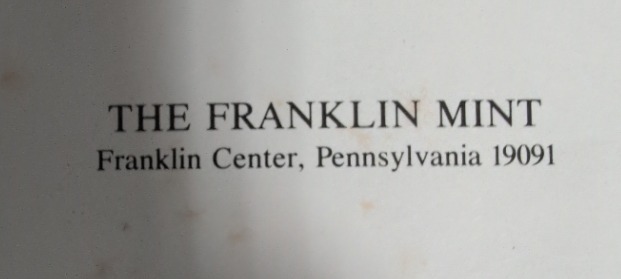 THE FRANKLIN MINT
Franklin Center, Pennsylvania 19091